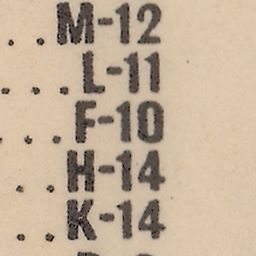 . . M-12
. . . L-11
. . . F-10
. . H-14
. . K-14